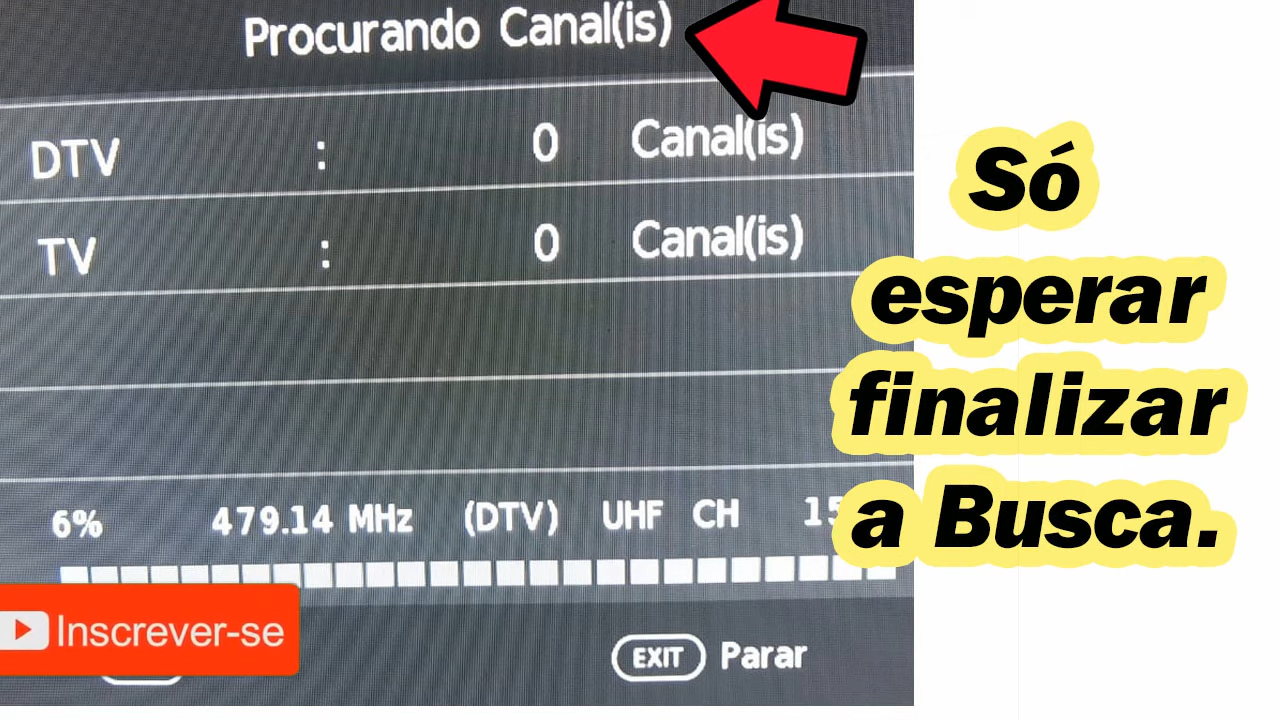 Procurando Canal(is)
DTV : 0 Canal(is)
TV : 0 Canal(is)
6% 479.14 MHz (DTV) UHF CH 15
Inscrever-se
EXIT Parar
Só
esperar
finalizar
a Busca.